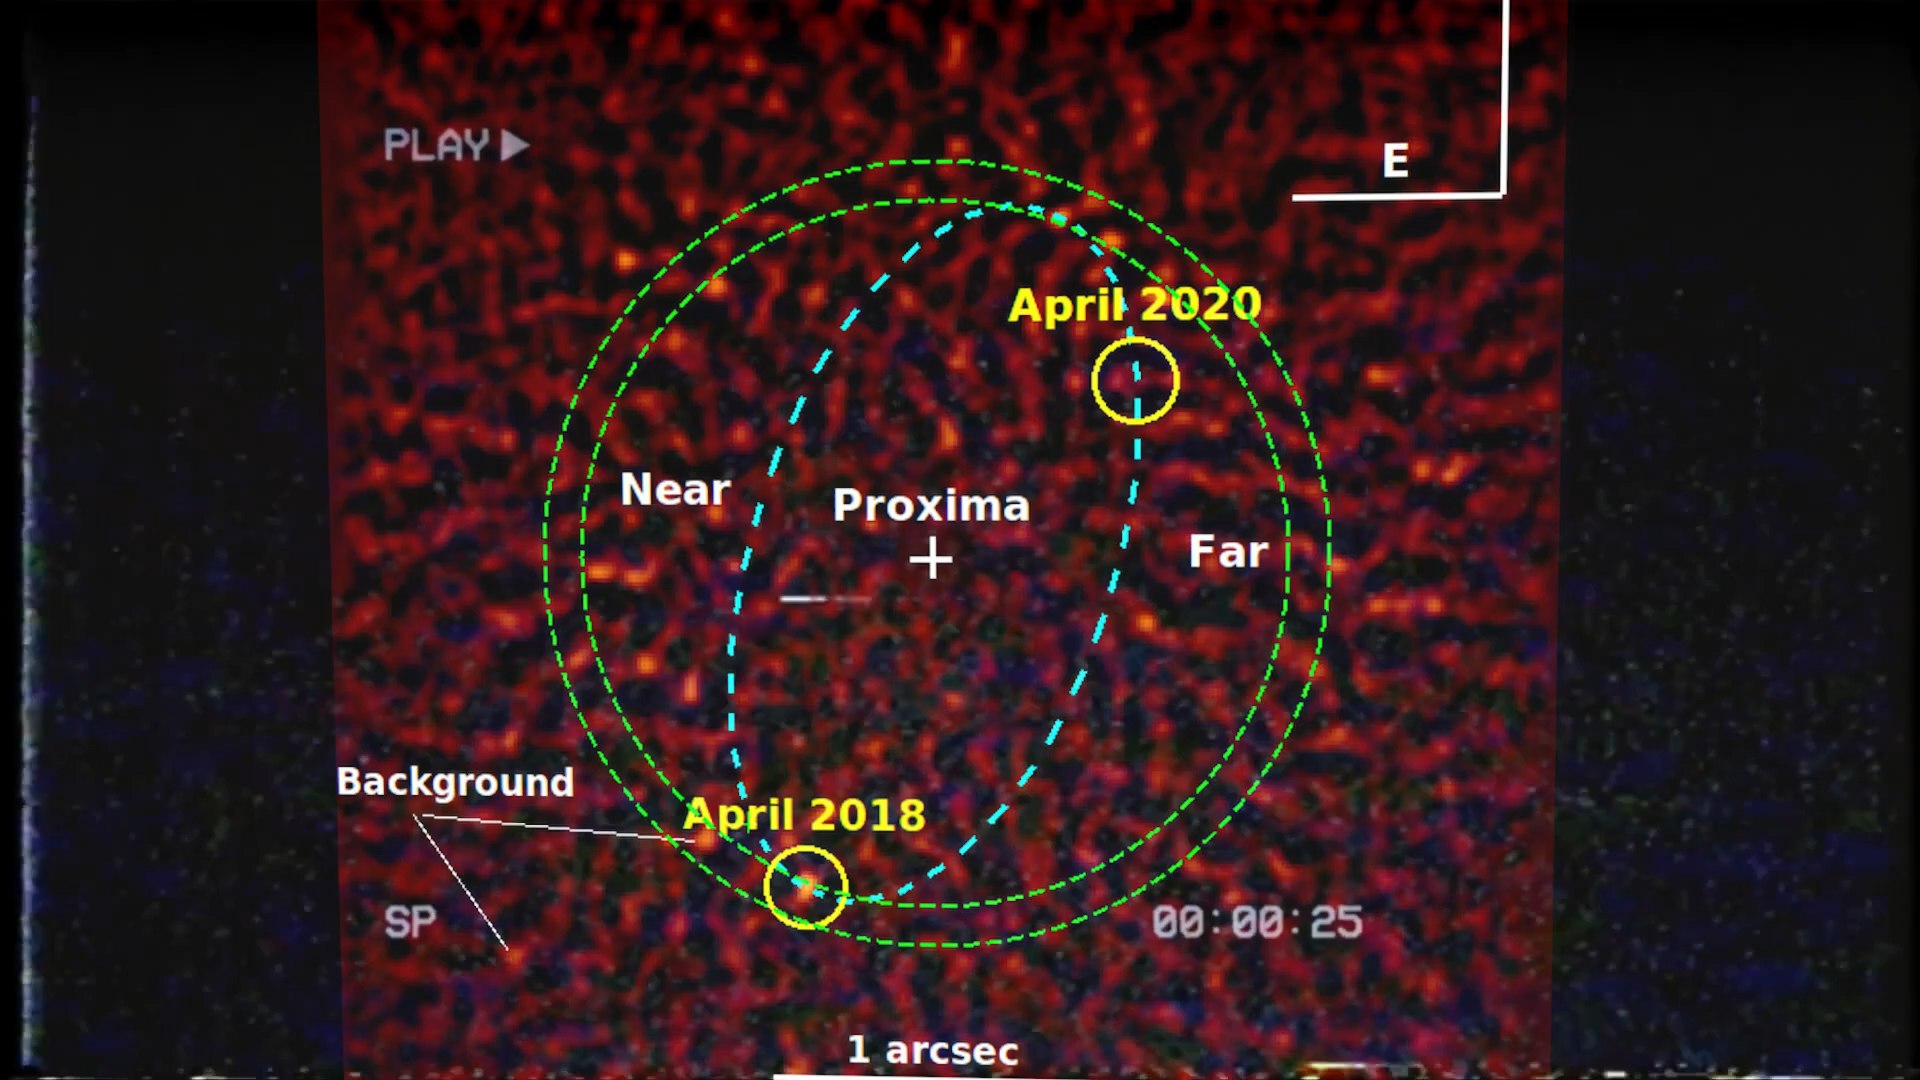 PLAY
E
April 2020
Near
Proxima
Far
Background
April 2018
SP
00:00:25
1 arcsec